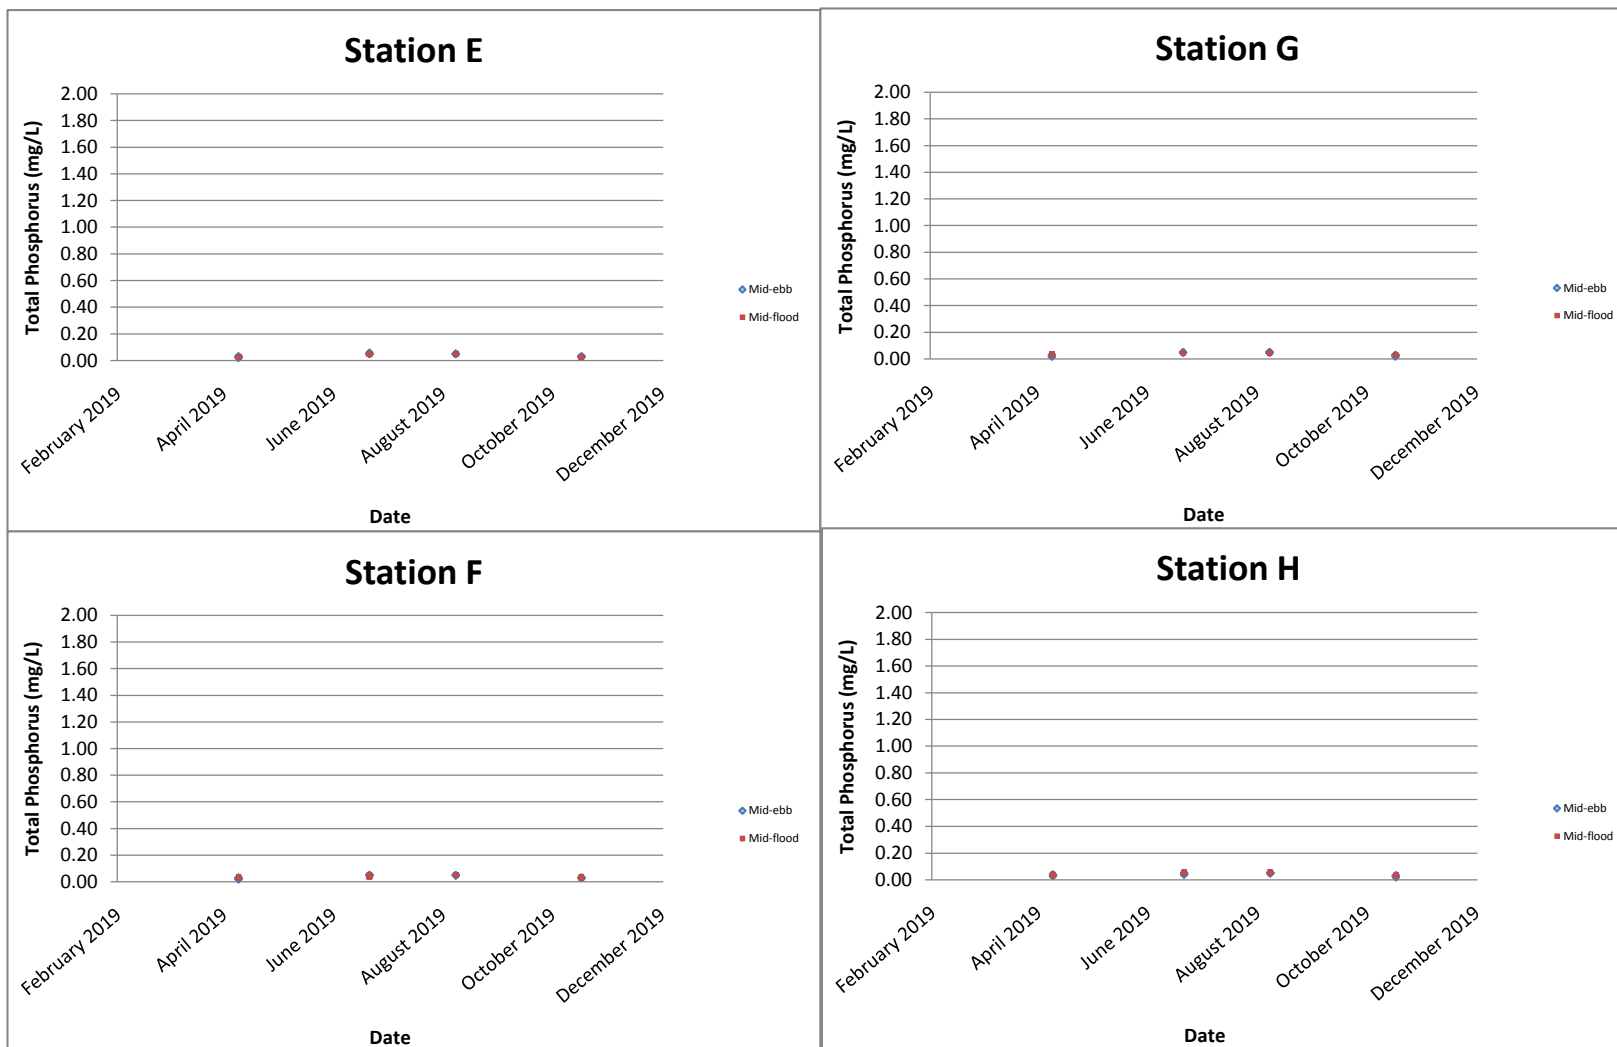 Station E
Total Phosphorus (mg/L)
2.00
1.80
1.60
1.40
1.20
1.00
0.80
0.60
0.40
0.20
0.00
February 2019
April 2019
June 2019
August 2019
October 2019
December 2019
Date
Mid-ebb
Mid-flood
Station G
Total Phosphorus (mg/L)
2.00
1.80
1.60
1.40
1.20
1.00
0.80
0.60
0.40
0.20
0.00
February 2019
April 2019
June 2019
August 2019
October 2019
December 2019
Date
Mid-ebb
Mid-flood
Station F
Total Phosphorus (mg/L)
2.00
1.80
1.60
1.40
1.20
1.00
0.80
0.60
0.40
0.20
0.00
February 2019
April 2019
June 2019
August 2019
October 2019
December 2019
Date
Mid-ebb
Mid-flood
Station H
Total Phosphorus (mg/L)
2.00
1.80
1.60
1.40
1.20
1.00
0.80
0.60
0.40
0.20
0.00
February 2019
April 2019
June 2019
August 2019
October 2019
December 2019
Date
Mid-ebb
Mid-flood